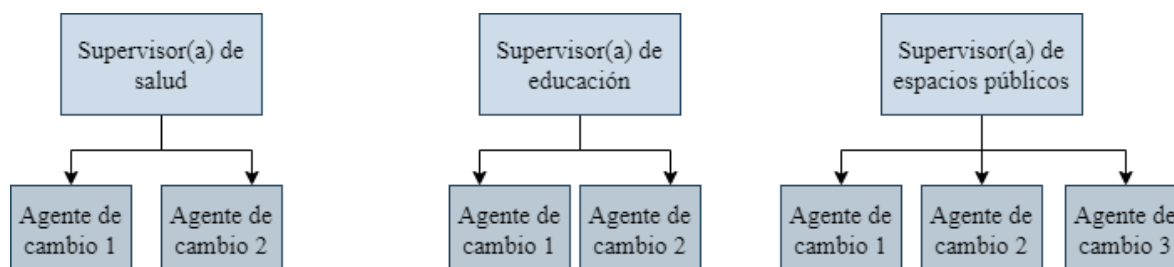 Supervisor(a) de
salud
Supervisor(a) de
educación
Supervisor(a) de
espacios públicos
Agente de
cambio 1
Agente de
cambio 2
Agente de
cambio 1
Agente de
cambio 2
Agente de
cambio 1
Agente de
cambio 2
Agente de
cambio 3